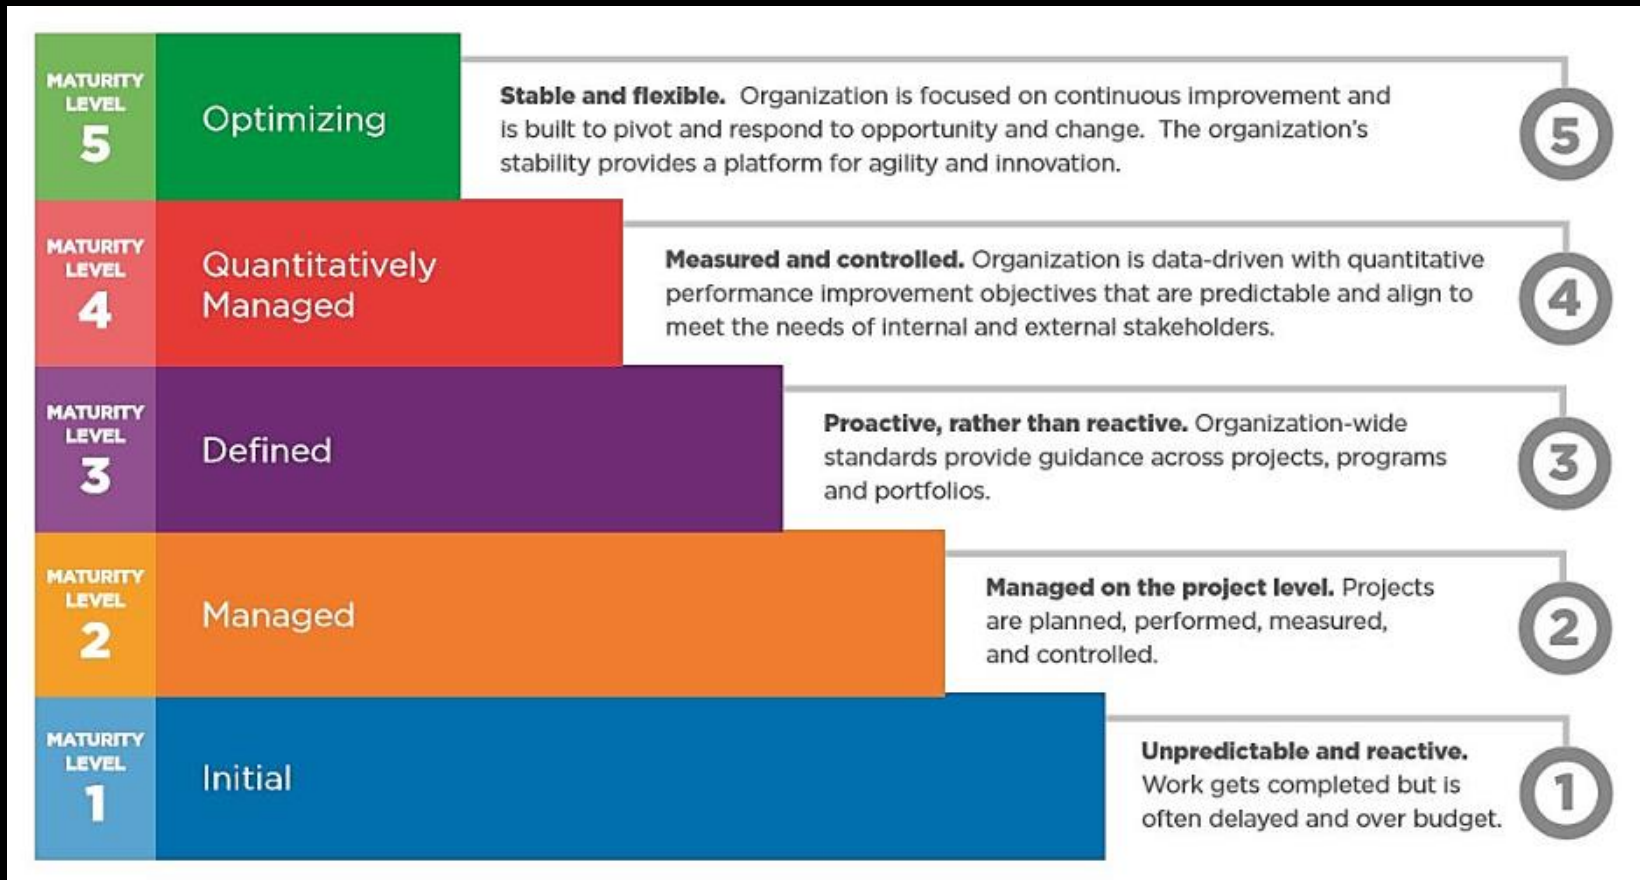 MATURITY
LEVEL
5
Optimizing
Stable and flexible. Organization is focused on continuous improvement and
is built to pivot and respond to opportunity and change. The organization's
stability provides a platform for agility and innovation.
5
MATURITY
LEVEL
4
Quantitatively
Managed
Measured and controlled. Organization is data-driven with quantitative
performance improvement objectives that are predictable and align to
meet the needs of internal and external stakeholders.
4
MATURITY
LEVEL
3
Defined
Proactive, rather than reactive. Organization-wide
standards provide guidance across projects, programs
and portfolios.
3
MATURITY
LEVEL
2
Managed
Managed on the project level. Projects
are planned, performed, measured,
and controlled.
2
MATURITY
LEVEL
1
Initial
Unpredictable and reactive.
Work gets completed but is
often delayed and over budget.
1